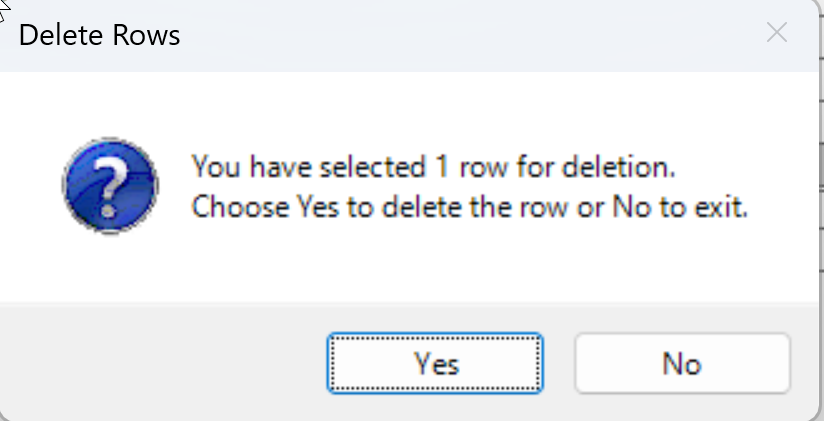 Delete Rows
You have selected 1 row for deletion.
Choose Yes to delete the row or No to exit.
Yes
No